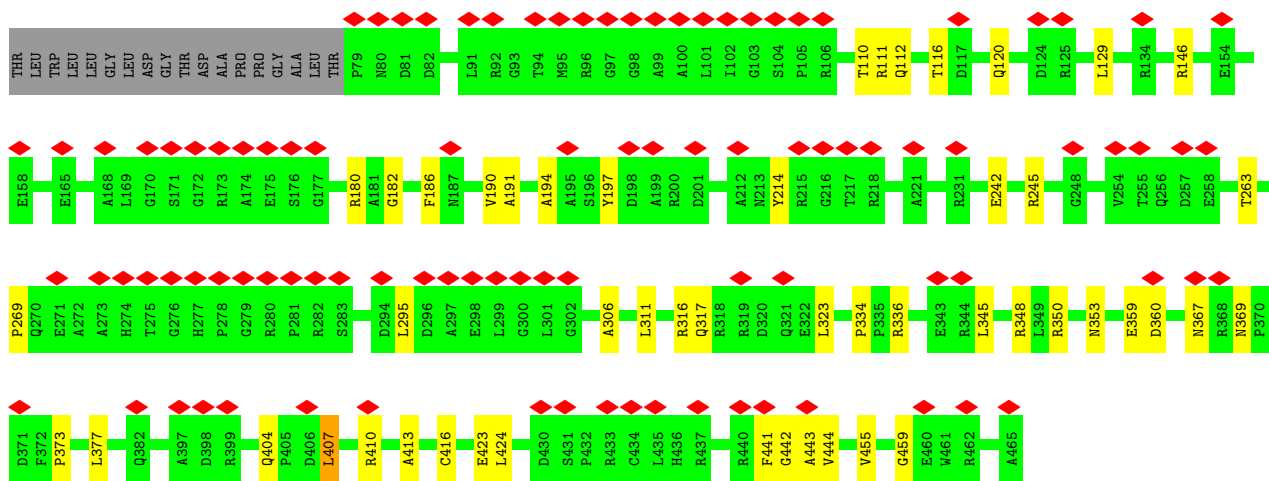 THR LEU TRP LEU LEU GLY LEU ASP GLY THR ASP ALA PRO PRO GLY ALA LEU THR P79 N80 D81 D82 L91 R92 G93 T94 M95 R96 G97 G98 A99 A100 L101 I102 G103 S104 P105 R106 T110 R111 Q112 T116 D117 Q120 D124 R125 L129 R134 R146 E154
E158 E165 A168 L169 G170 S171 G172 R173 A174 E175 S176 G177 R180 A181 G182 F186 N187 V190 A191 A194 A195 S196 Y197 D198 A199 R200 D201 A212 N213 Y214 R215 G216 T217 R218 A221 R231 E242 R245 G248 V254 T255 Q256 D257 E258 T263
P269 Q270 E271 A272 A273 H274 T275 G276 H277 P278 G279 R280 P281 R282 S283 D294 L295 D296 A297 E298 L299 G300 L301 G302 A306 L311 R316 Q317 R318 R319 D320 Q321 E322 L323 P334 P335 R336 E343 R344 L345 R348 L349 R350 N353 E359 D360 N367 R368 N369 P370
D371 F372 P373 L377 Q382 A397 D398 R399 Q404 P405 D406 L407 R410 A413 C416 E423 L424 D430 S431 P432 R433 C434 L435 H436 R437 R440 F441 G442 A443 V444 V455 G459 E460 W461 R462 A465